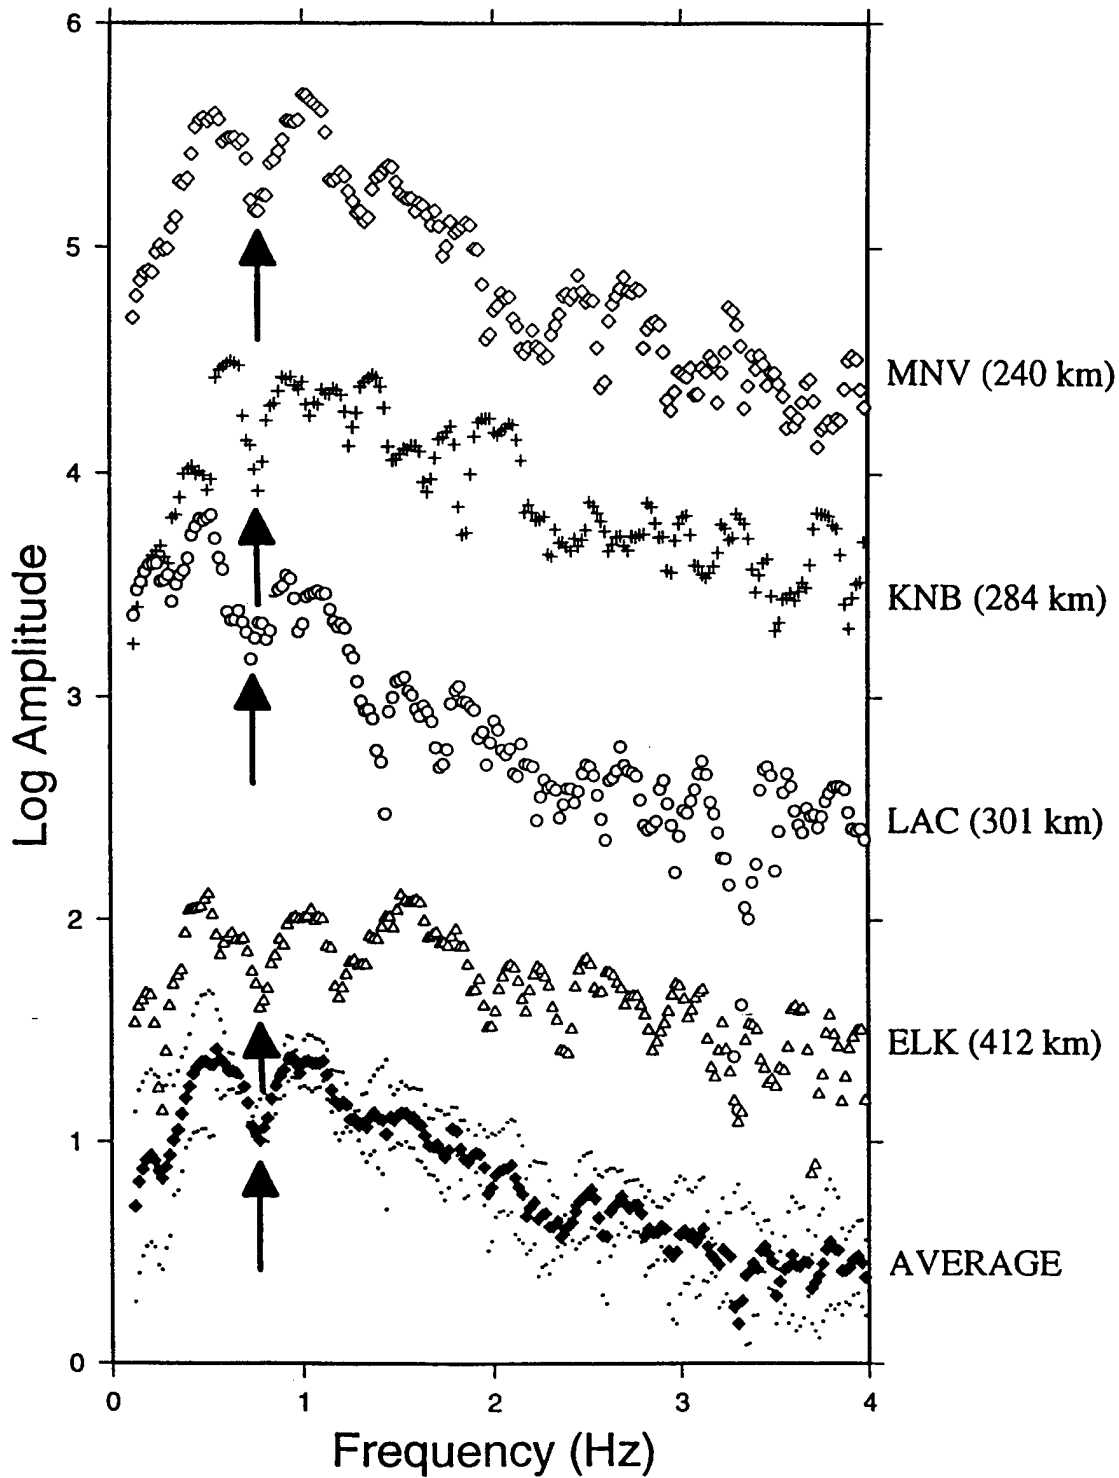 6
5
4
3
2
1
0
Log Amplitude
MNV (240 km)
KNB (284 km)
LAC (301 km)
ELK (412 km)
AVERAGE
0 1 2 3 4
Frequency (Hz)